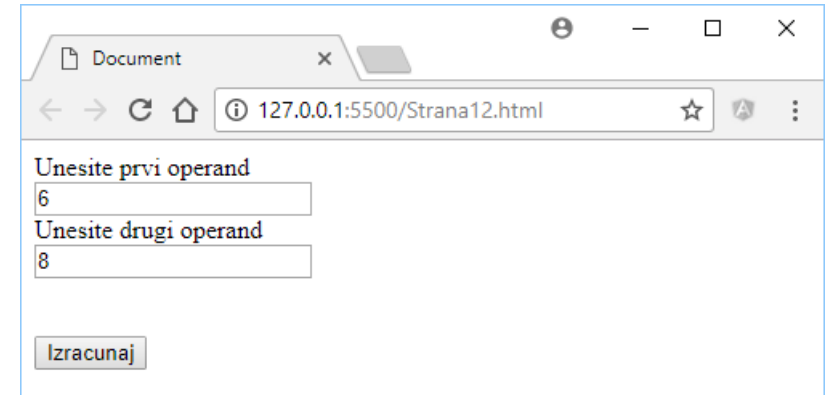 Document
127.0.0.1:5500/Strana12.html
Unesite prvi operand
6
Unesite drugi operand
8
Izracunaj